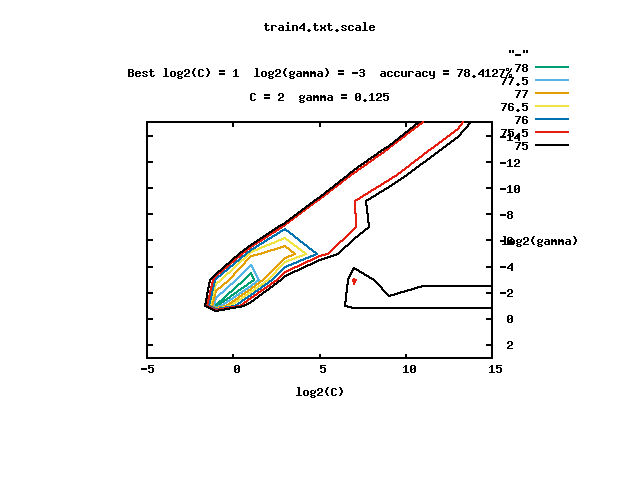 train4.txt.scale
"-"
Best log2(C) = 1  log2(gamma) = -3  accuracy = 78.4127%
78
77.5
C = 2  gamma = 0.125
77
76.5
76
75.5
75
-14
-12
-10
-8
-6
log2(gamma)
-4
-2
0
2
-5 0 5 10 15
log2(C)